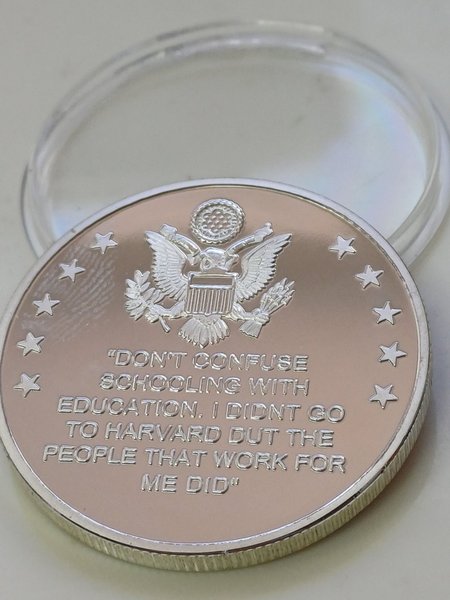 "DON'T CONFUSE
SCHOOLING WITH
EDUCATION. I DIDNT GO
TO HARVARD DUT THE
PEOPLE THAT WORK FOR
ME DID"